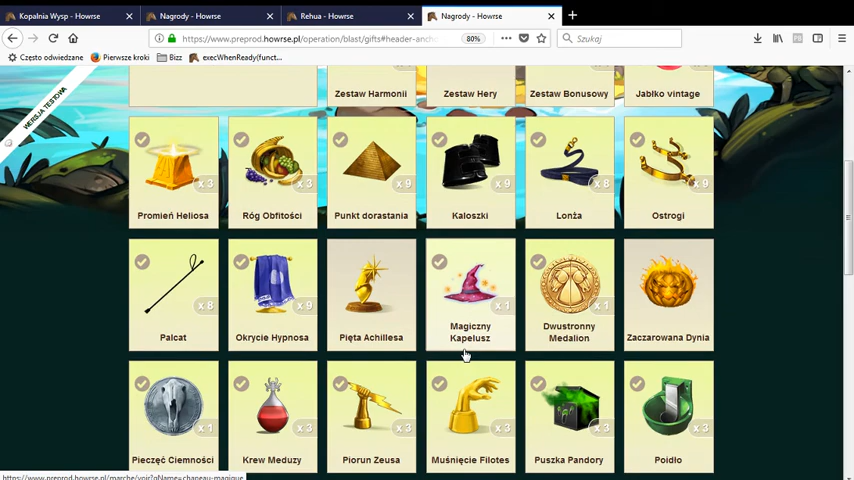 Kopalnia Wysp - Howrse
Nagrody - Howrse
Rehua - Howrse
Nagrody - Howrse
https://www.preprod.howrse.pl/operation/blast/gifts#header-anch
80%
Szukaj
Często odwiedzane
Pierwsze kroki
Bizz
execWhenReady(funct...
WERSJA TESTOWA
Zestaw Harmonii
Zestaw Hery
Zestaw Bonusowy
Jabłko vintage
x 3
x 3
x 9
x 9
x 8
x 9
Promień Heliosa
Róg Obfitości
Punkt dorastania
Kaloszki
Lonża
Ostrogi
x 8
x 9
x 1
x 1
Palcat
Okrycie Hypnosa
Pięta Achillesa
Magiczny
Kapelusz
Dwustronny
Medalion
Zaczarowana Dynia
x 1
x 3
x 3
x 3
x 3
x 3
Pieczęć Ciemności
Krew Meduzy
Piorun Zeusa
Muśnięcie Filotes
Puszka Pandory
Poidło
https://www.preprod.howrse.pl/marche/voir?qName=chapeau-magique